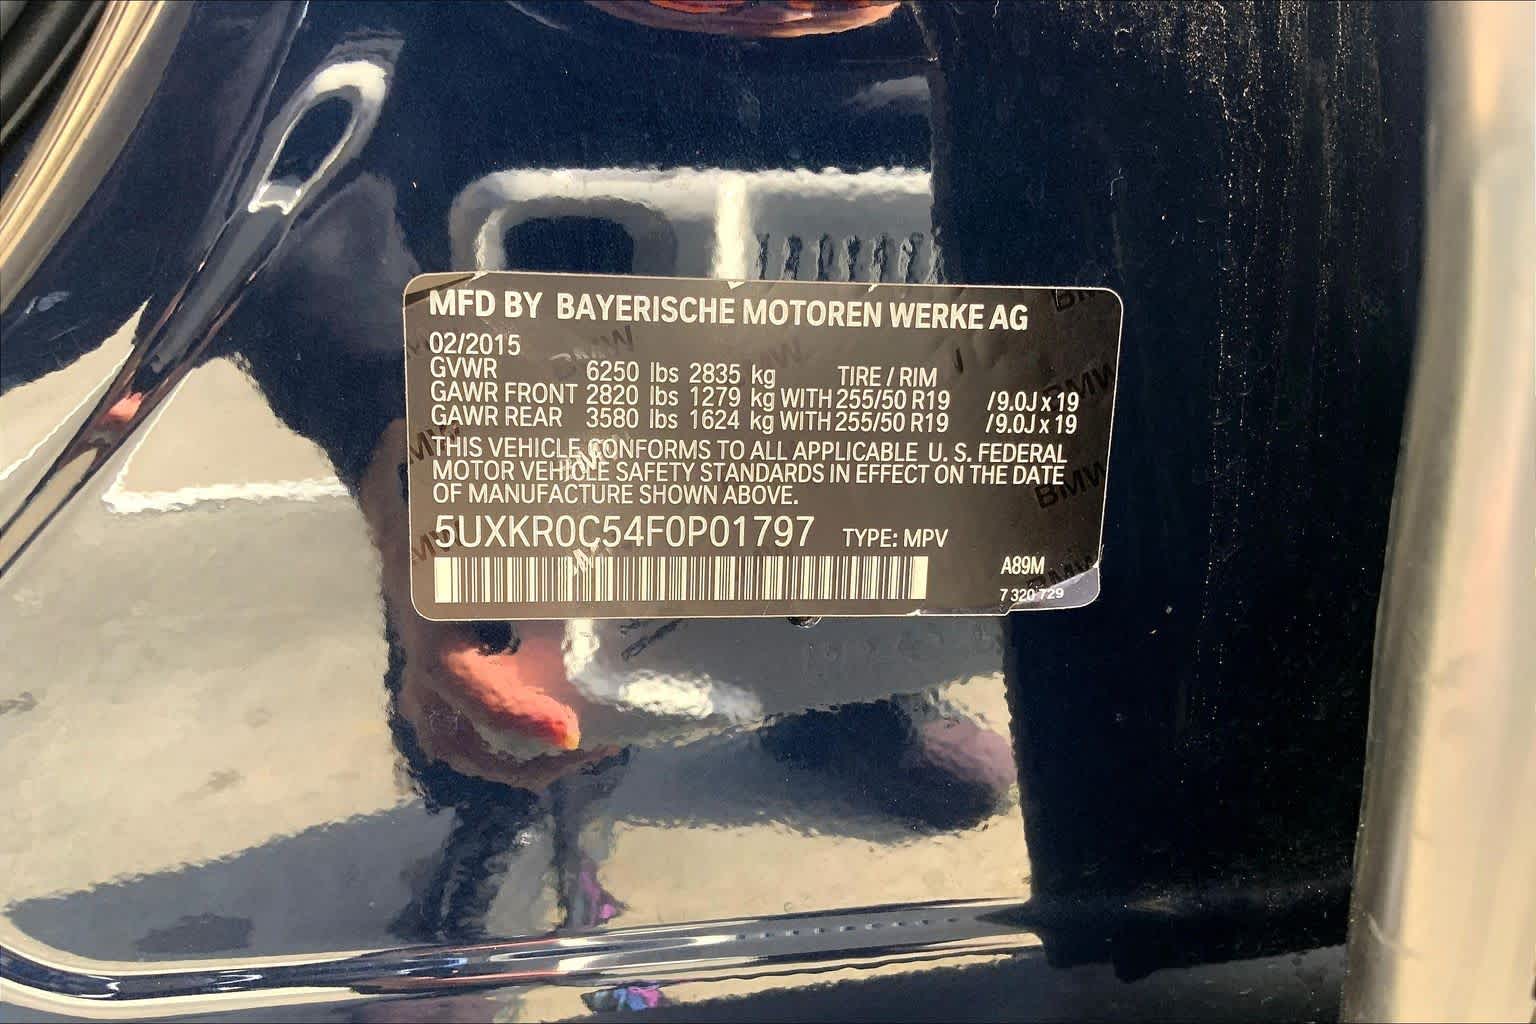 MFD BY BAYERISCHE MOTOREN WERKE AG
02/2015
GVWR 6250 lbs 2835 kg TIRE / RIM
GAWR FRONT 2820 lbs 1279 kg WITH 255/50 R19 /9.0J x 19
GAWR REAR 3580 lbs 1624 kg WITH 255/50 R19 /9.0J x 19
THIS VEHICLE CONFORMS TO ALL APPLICABLE U. S. FEDERAL
MOTOR VEHICLE SAFETY STANDARDS IN EFFECT ON THE DATE
OF MANUFACTURE SHOWN ABOVE.
5UXKR0C54F0P01797 TYPE: MPV
A89M
7 320 729